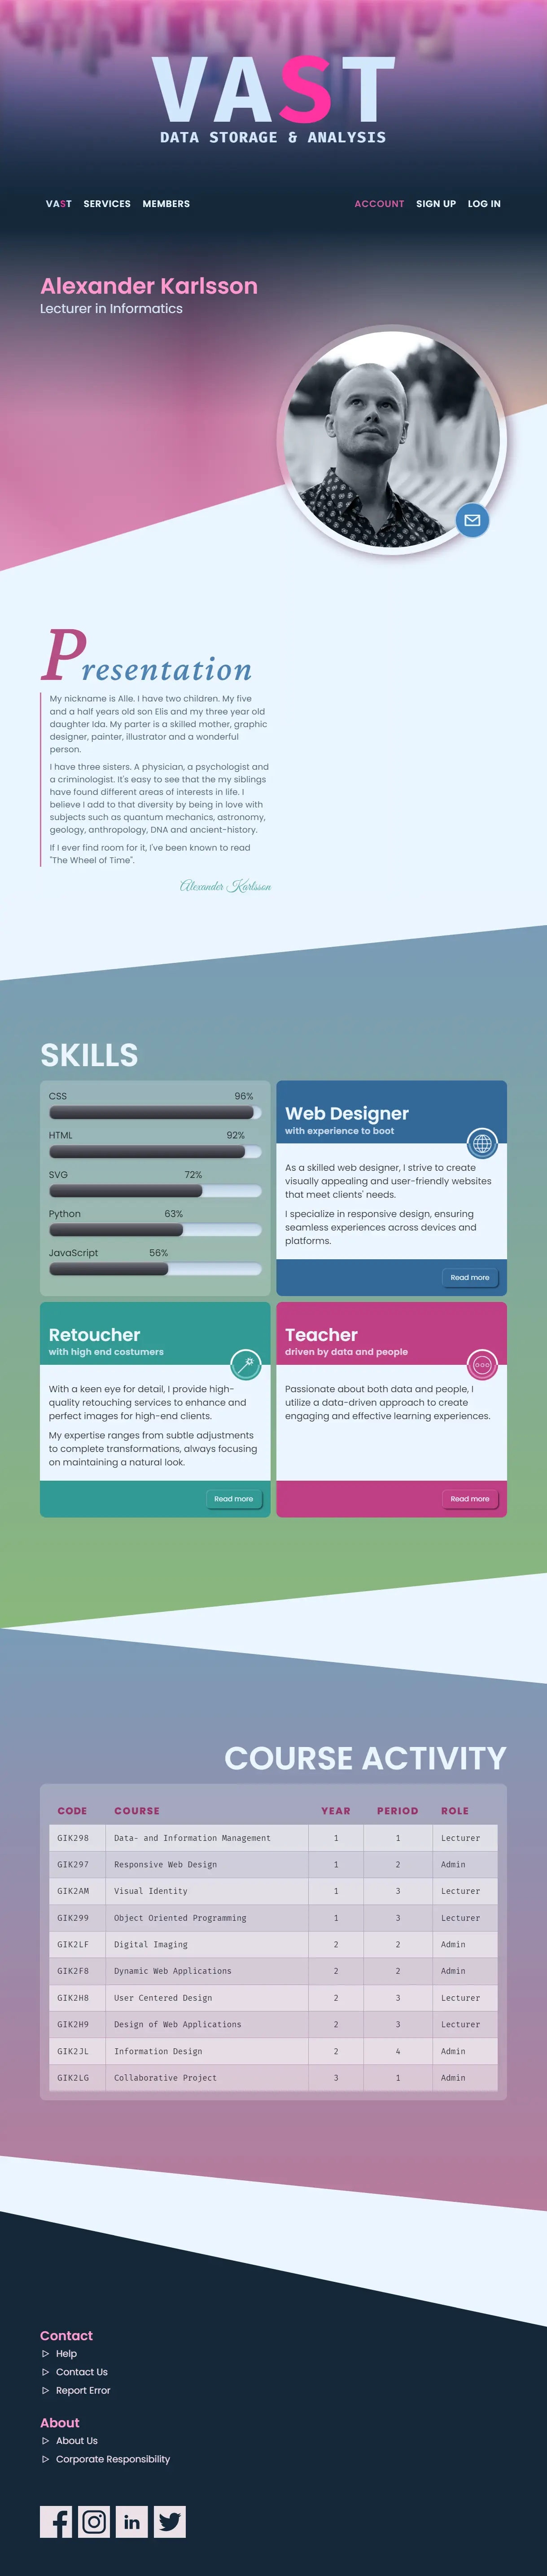 VAST
DATA STORAGE & ANALYSIS
VAST SERVICES MEMBERS ACCOUNT SIGN UP LOG IN
Alexander Karlsson
Lecturer in Informatics
Presentation
My nickname is Alle. I have two children. My five
and a half years old son Elis and my three year old
daughter Ida. My parter is a skilled mother, graphic
designer, painter, illustrator and a wonderful
person.
I have three sisters. A physician, a psychologist and
a criminologist. It's easy to see that the my siblings
have found different areas of interests in life. I
believe I add to that diversity by being in love with
subjects such as quantum mechanics, astronomy,
geology, anthropology, DNA and ancient-history.
If I ever find room for it, I've been known to read
"The Wheel of Time".
Alexander Karlsson
SKILLS
CSS 96%
HTML 92%
SVG 72%
Python 63%
JavaScript 56%
Web Designer
with experience to boot
As a skilled web designer, I strive to create
visually appealing and user-friendly websites
that meet clients' needs.
I specialize in responsive design, ensuring
seamless experiences across devices and
platforms.
Read more
Retoucher
with high end costumers
With a keen eye for detail, I provide high-
quality retouching services to enhance and
perfect images for high-end clients.
My expertise ranges from subtle adjustments
to complete transformations, always focusing
on maintaining a natural look.
Read more
Teacher
driven by data and people
Passionate about both data and people, I
utilize a data-driven approach to create
engaging and effective learning experiences.
Read more
COURSE ACTIVITY
CODE COURSE YEAR PERIOD ROLE
GIK298 Data- and Information Management 1 1 Lecturer
GIK297 Responsive Web Design 1 2 Admin
GIK2AM Visual Identity 1 3 Lecturer
GIK299 Object Oriented Programming 1 3 Lecturer
GIK2LF Digital Imaging 2 2 Admin
GIK2F8 Dynamic Web Applications 2 2 Admin
GIK2H8 User Centered Design 2 3 Lecturer
GIK2H9 Design of Web Applications 2 3 Lecturer
GIK2JL Information Design 2 4 Admin
GIK2LG Collaborative Project 3 1 Admin
Contact
Help
Contact Us
Report Error
About
About Us
Corporate Responsibility
in